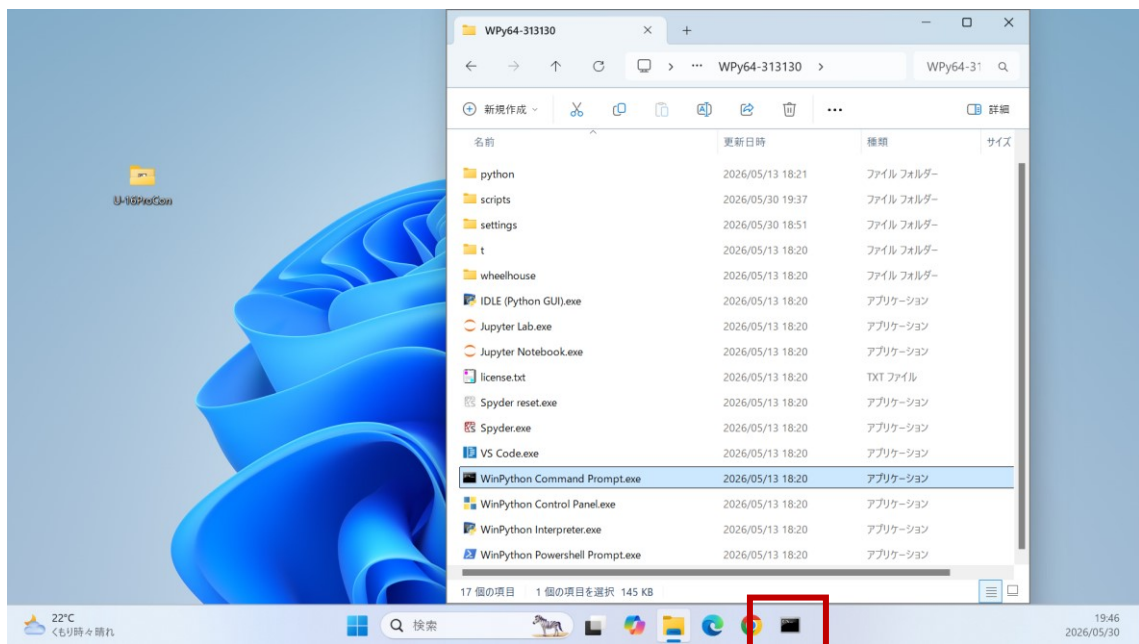 WPy64-313130
WPy64-313130
WPy64-31
新規作成
詳細
名前 更新日時 種類 サイズ
python 2026/05/13 18:21 ファイル フォルダー
scripts 2026/05/30 19:37 ファイル フォルダー
settings 2026/05/30 18:51 ファイル フォルダー
t 2026/05/13 18:20 ファイル フォルダー
wheelhouse 2026/05/13 18:20 ファイル フォルダー
IDLE (Python GUI).exe 2026/05/13 18:20 アプリケーション
Jupyter Lab.exe 2026/05/13 18:20 アプリケーション
Jupyter Notebook.exe 2026/05/13 18:20 アプリケーション
license.txt 2026/05/13 18:20 TXT ファイル
Spyder reset.exe 2026/05/13 18:20 アプリケーション
Spyder.exe 2026/05/13 18:20 アプリケーション
VS Code.exe 2026/05/13 18:20 アプリケーション
WinPython Command Prompt.exe 2026/05/13 18:20 アプリケーション
WinPython Control Panel.exe 2026/05/13 18:20 アプリケーション
WinPython Interpreter.exe 2026/05/13 18:20 アプリケーション
WinPython Powershell Prompt.exe 2026/05/13 18:20 アプリケーション
17 個の項目 1 個の項目を選択 145 KB
U-16ProCon
22°C
くもり時々晴れ
検索
19:46
2026/05/30